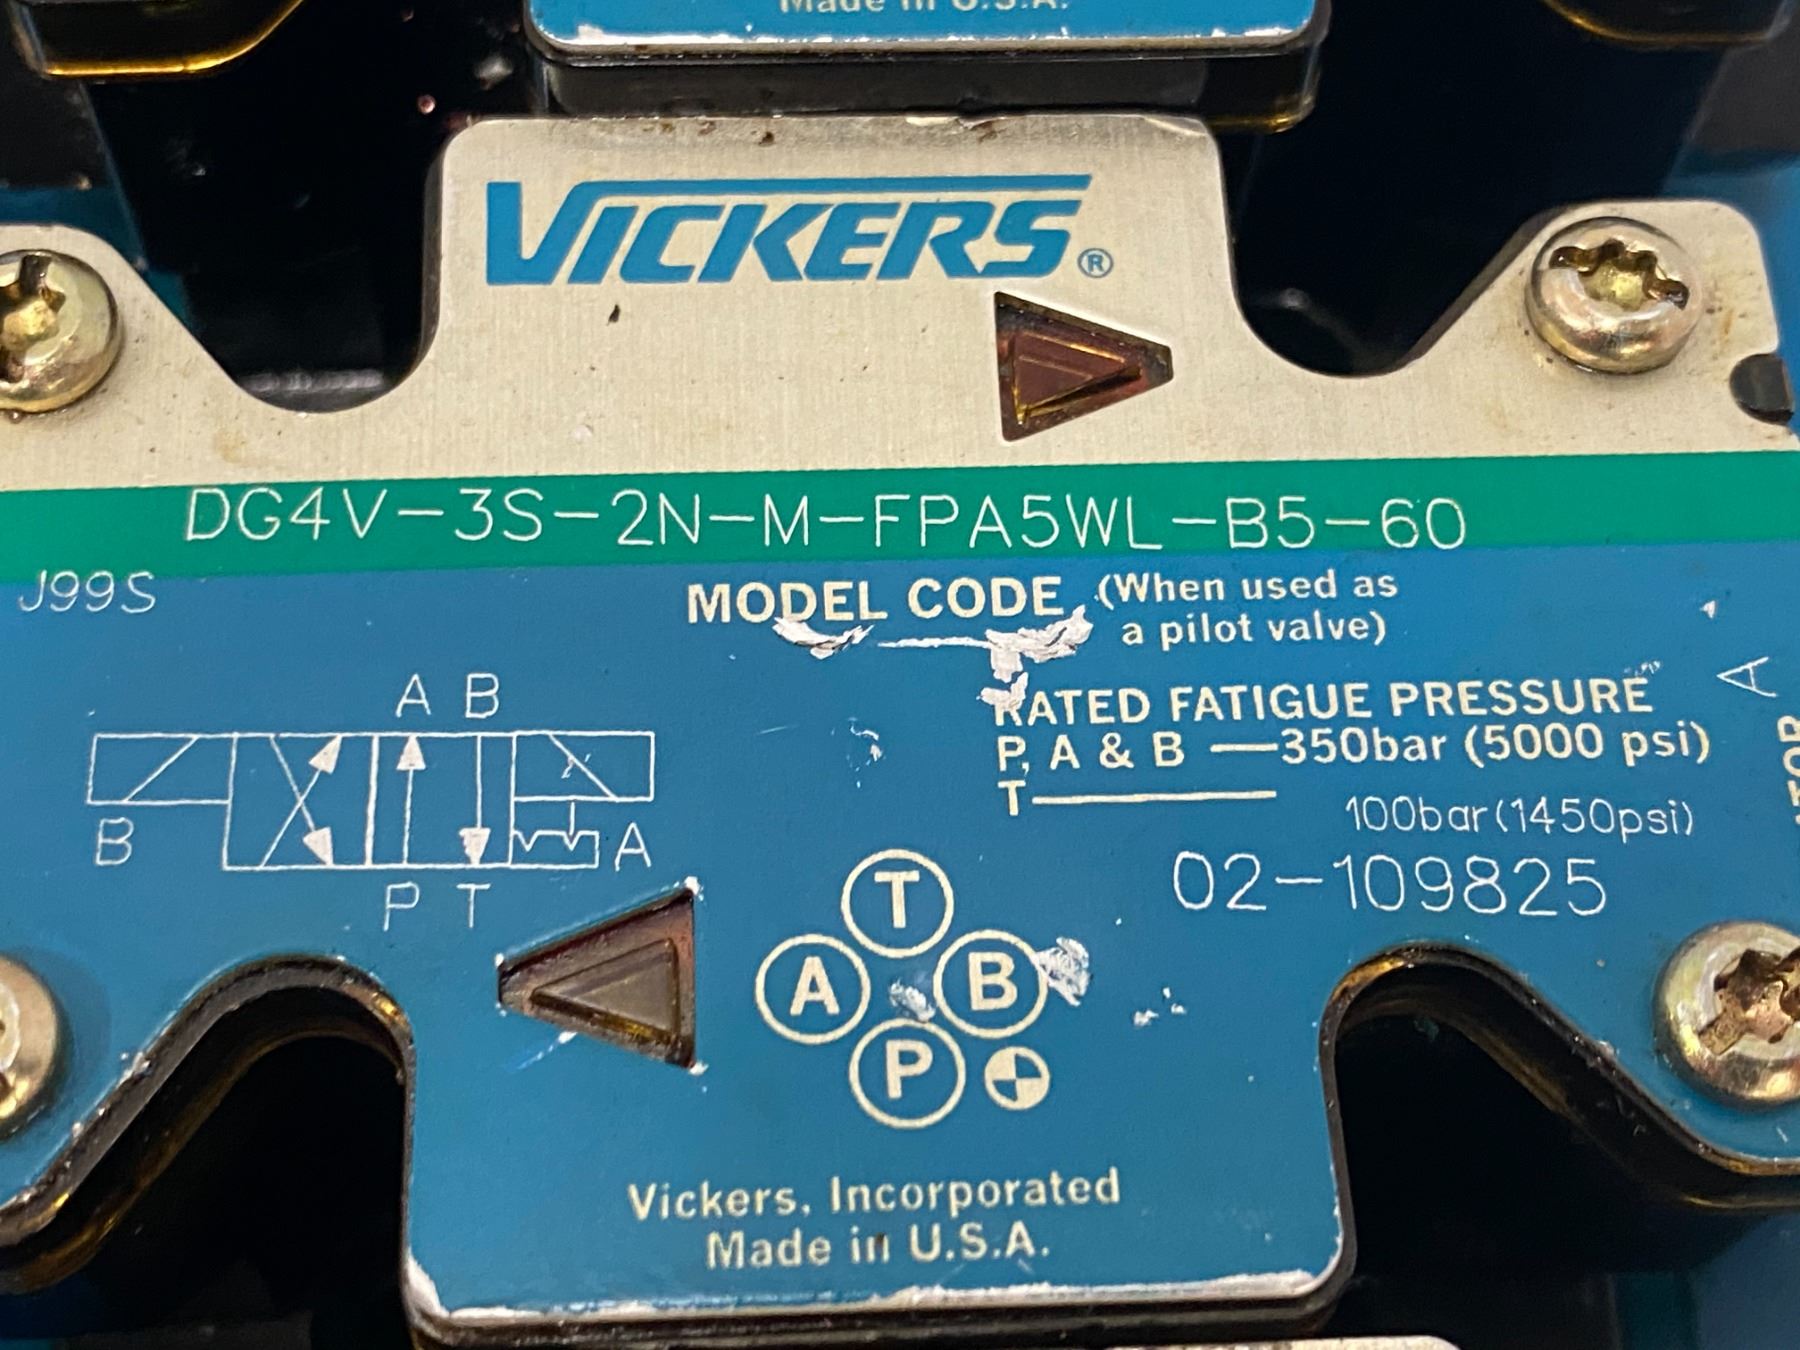 Made in U.S.A.
VICKERS®
DG4V-3S-2N-M-FPA5WL-B5-60
J99S
MODEL CODE (When used as
a pilot valve)
RATED FATIGUE PRESSURE
P, A & B —350bar (5000 psi)
T— 100bar(1450psi)
02-109825
A B
B A
P T
T
A B
P
A
Vickers, Incorporated
Made in U.S.A.